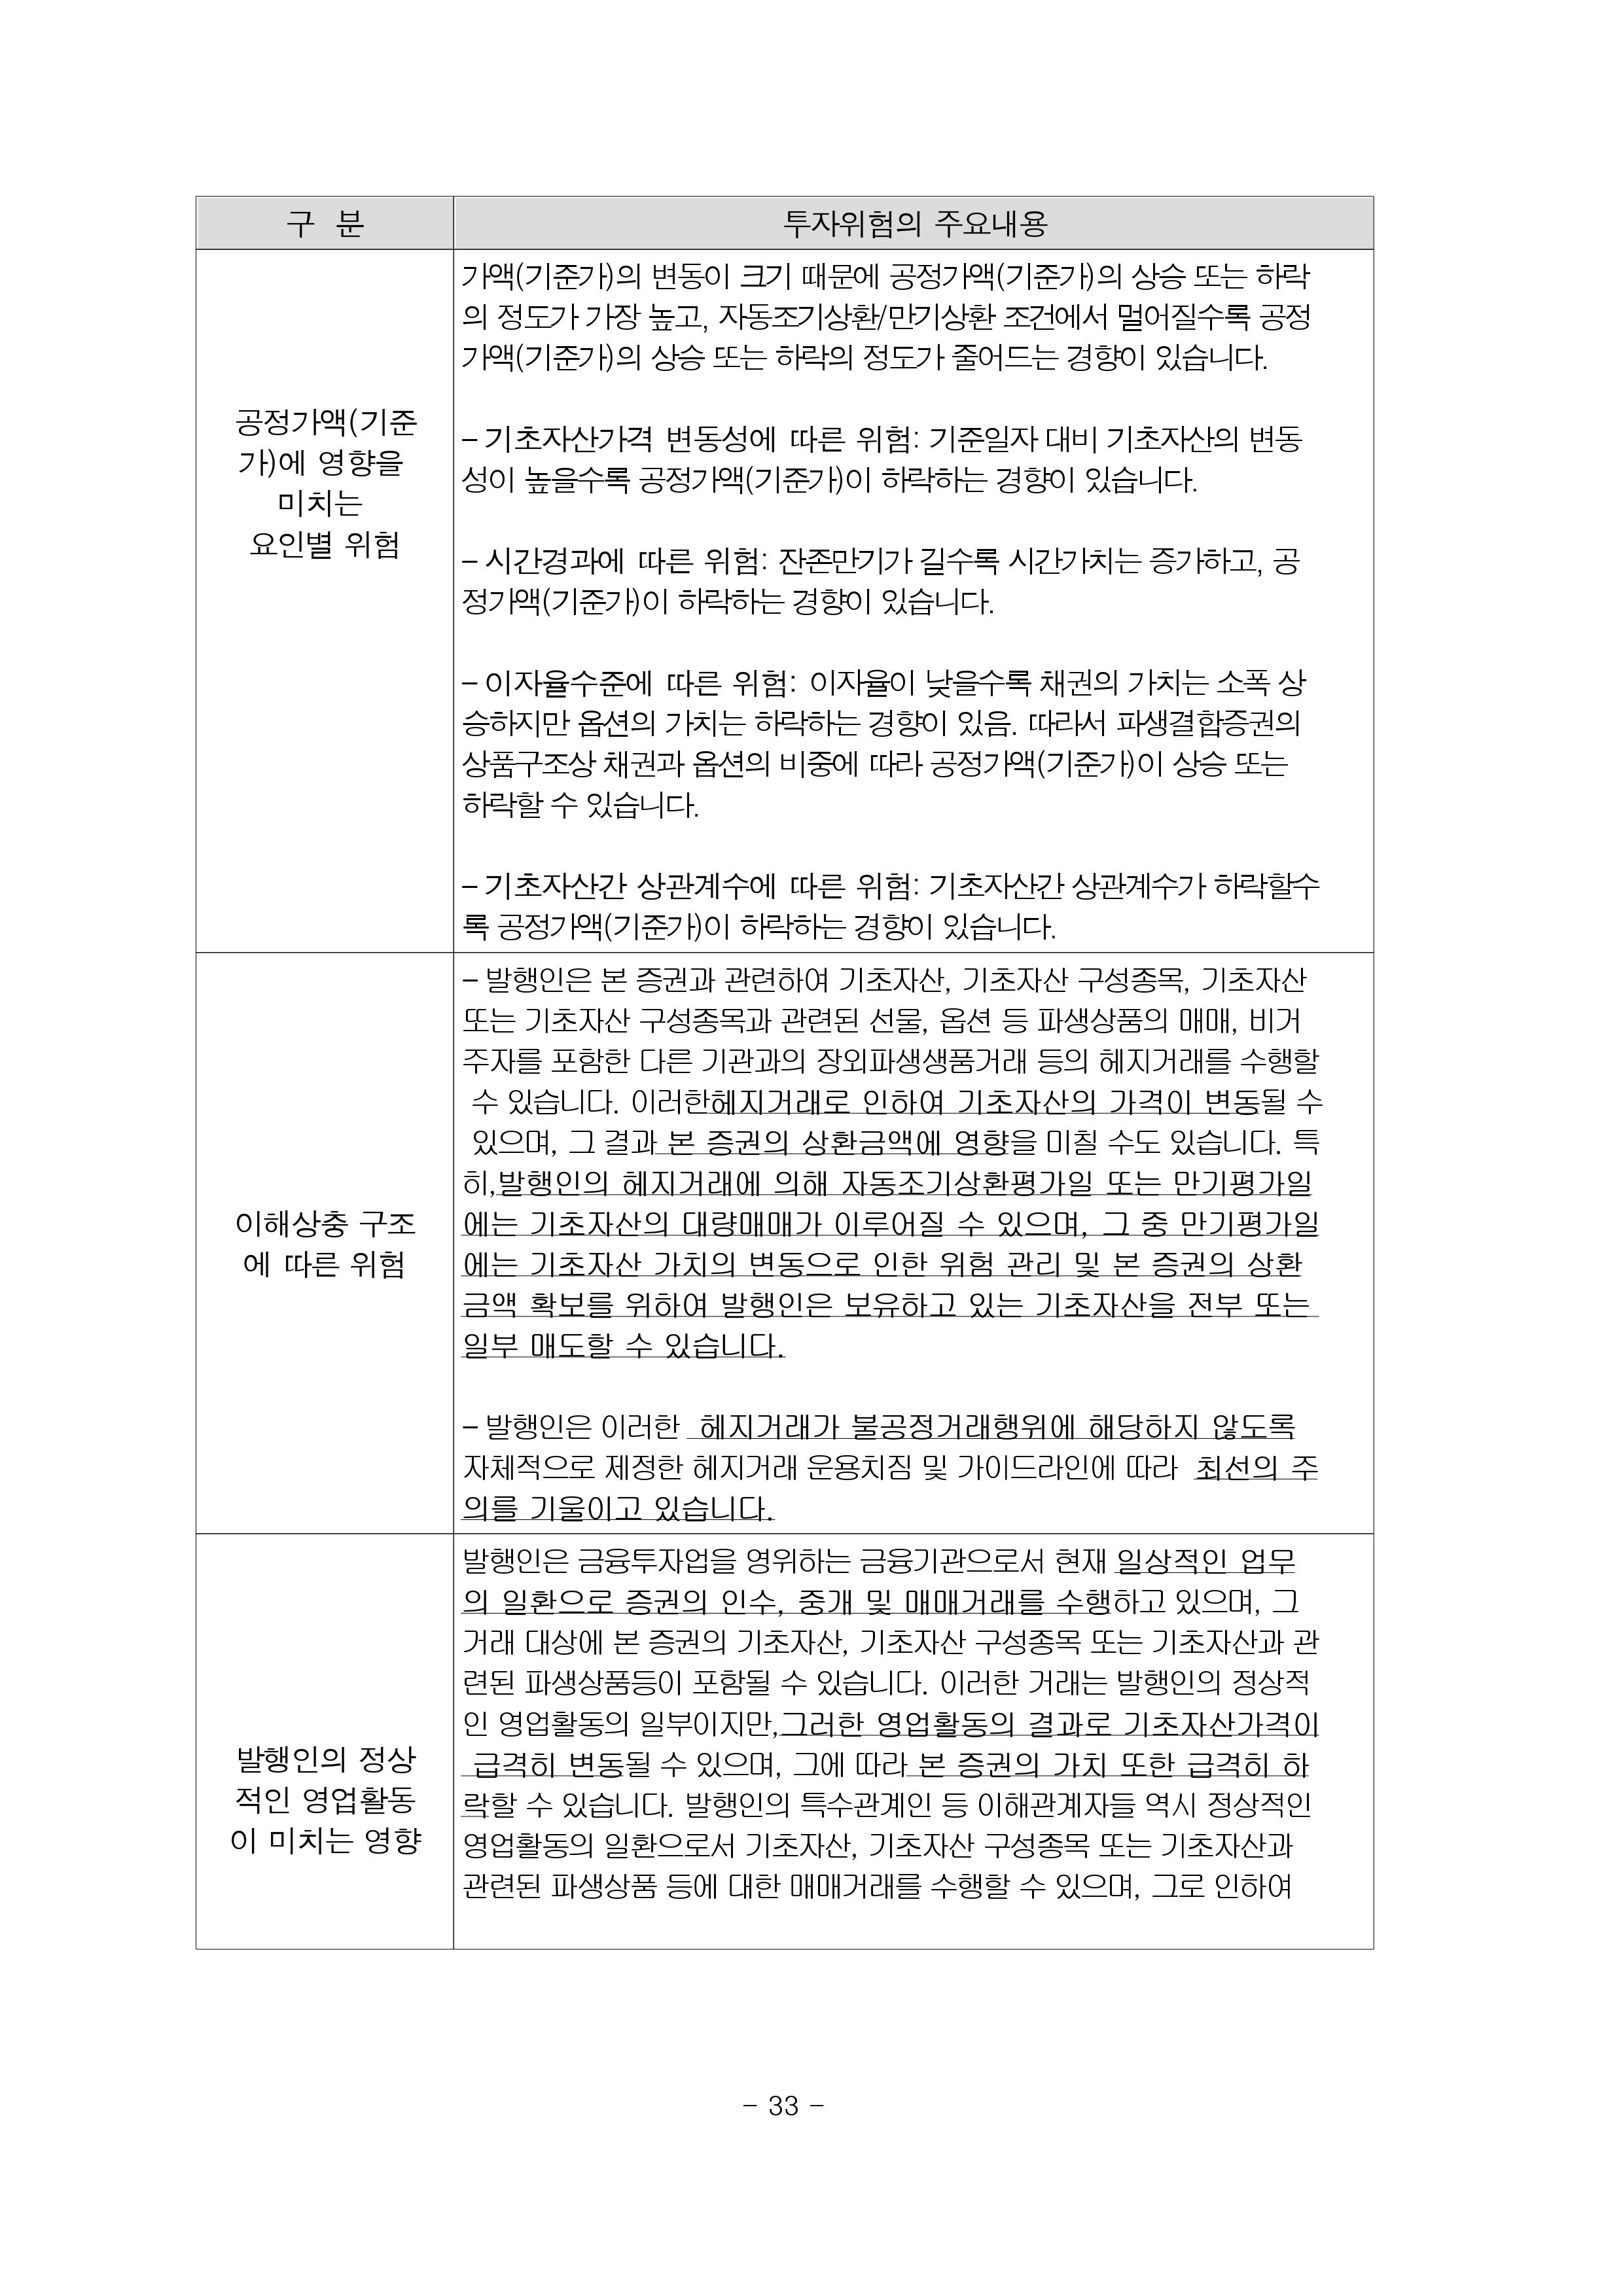 구 분
투자위험의 주요내용
공정가액(기준
가)에 영향을
미치는
요인별 위험
가액(기준가)의 변동이 크기 때문에 공정가액(기준가)의 상승 또는 하락
의 정도가 가장 높고, 자동조기상환/만기상환 조건에서 멀어질수록 공정
가액(기준가)의 상승 또는 하락의 정도가 줄어드는 경향이 있습니다.
– 기초자산가격 변동성에 따른 위험: 기준일자 대비 기초자산의 변동
성이 높을수록 공정가액(기준가)이 하락하는 경향이 있습니다.
– 시간경과에 따른 위험: 잔존만기가 길수록 시간가치는 증가하고, 공
정가액(기준가)이 하락하는 경향이 있습니다.
– 이자율수준에 따른 위험: 이자율이 낮을수록 채권의 가치는 소폭 상
승하지만 옵션의 가치는 하락하는 경향이 있음. 따라서 파생결합증권의
상품구조상 채권과 옵션의 비중에 따라 공정가액(기준가)이 상승 또는
하락할 수 있습니다.
– 기초자산간 상관계수에 따른 위험: 기초자산간 상관계수가 하락할수
록 공정가액(기준가)이 하락하는 경향이 있습니다.
이해상충 구조
에 따른 위험
– 발행인은 본 증권과 관련하여 기초자산, 기초자산 구성종목, 기초자산
또는 기초자산 구성종목과 관련된 선물, 옵션 등 파생상품의 매매, 비거
주자를 포함한 다른 기관과의 장외파생생품거래 등의 헤지거래를 수행할
수 있습니다. 이러한헤지거래로 인하여 기초자산의 가격이 변동될 수
있으며, 그 결과 본 증권의 상환금액에 영향을 미칠 수도 있습니다. 특
히,발행인의 헤지거래에 의해 자동조기상환평가일 또는 만기평가일
에는 기초자산의 대량매매가 이루어질 수 있으며, 그 중 만기평가일
에는 기초자산 가치의 변동으로 인한 위험 관리 및 본 증권의 상환
금액 확보를 위하여 발행인은 보유하고 있는 기초자산을 전부 또는
일부 매도할 수 있습니다.
– 발행인은 이러한 헤지거래가 불공정거래행위에 해당하지 않도록
자체적으로 제정한 헤지거래 운용치짐 및 가이드라인에 따라 최선의 주
의를 기울이고 있습니다.
발행인의 정상
적인 영업활동
이 미치는 영향
발행인은 금융투자업을 영위하는 금융기관으로서 현재 일상적인 업무
의 일환으로 증권의 인수, 중개 및 매매거래를 수행하고 있으며, 그
거래 대상에 본 증권의 기초자산, 기초자산 구성종목 또는 기초자산과 관
련된 파생상품등이 포함될 수 있습니다. 이러한 거래는 발행인의 정상적
인 영업활동의 일부이지만,그러한 영업활동의 결과로 기초자산가격이
급격히 변동될 수 있으며, 그에 따라 본 증권의 가치 또한 급격히 하
락할 수 있습니다. 발행인의 특수관계인 등 이해관계자들 역시 정상적인
영업활동의 일환으로서 기초자산, 기초자산 구성종목 또는 기초자산과
관련된 파생상품 등에 대한 매매거래를 수행할 수 있으며, 그로 인하여
– 33 –